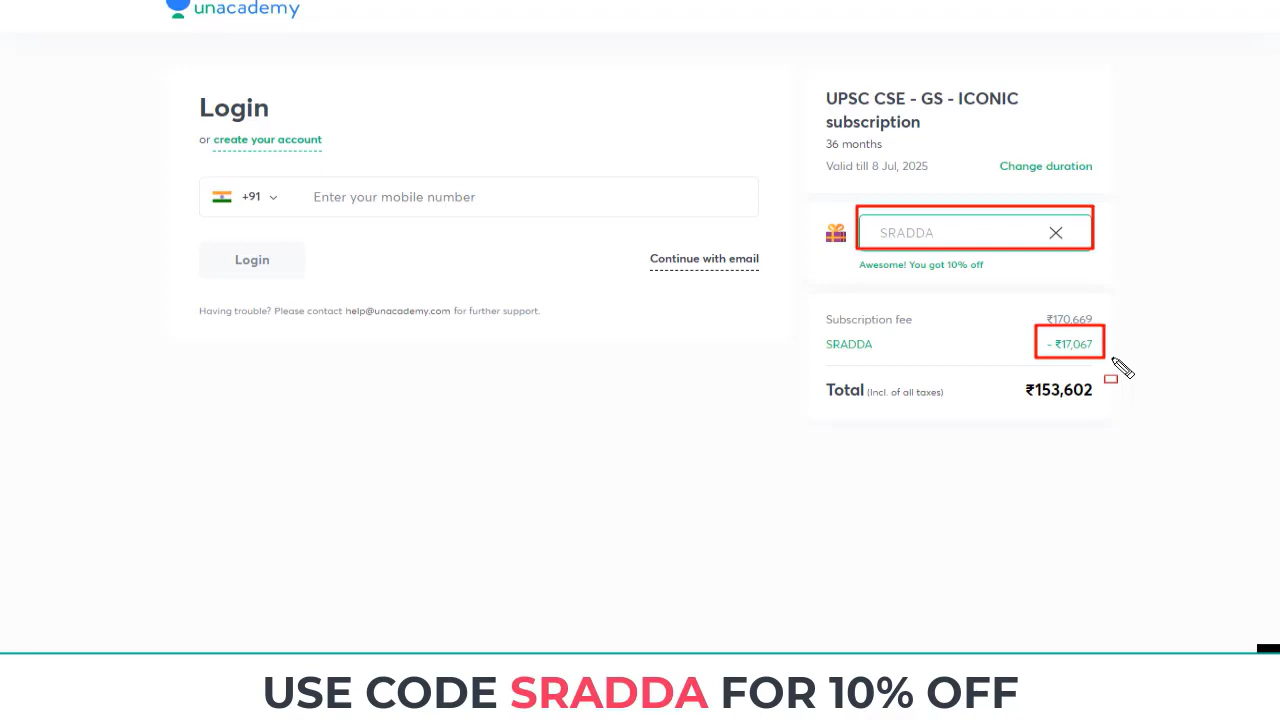 unacademy
Login
or create your account
+91 Enter your mobile number
Login Continue with email
Having trouble? Please contact help@unacademy.com for further support.
UPSC CSE - GS - ICONIC
subscription
36 months
Valid till 8 Jul, 2025 Change duration
SRADDA
Awesome! You got 10% off
Subscription fee ₹170,669
SRADDA - ₹17,067
Total (Incl. of all taxes) ₹153,602
USE CODE SRADDA FOR 10% OFF